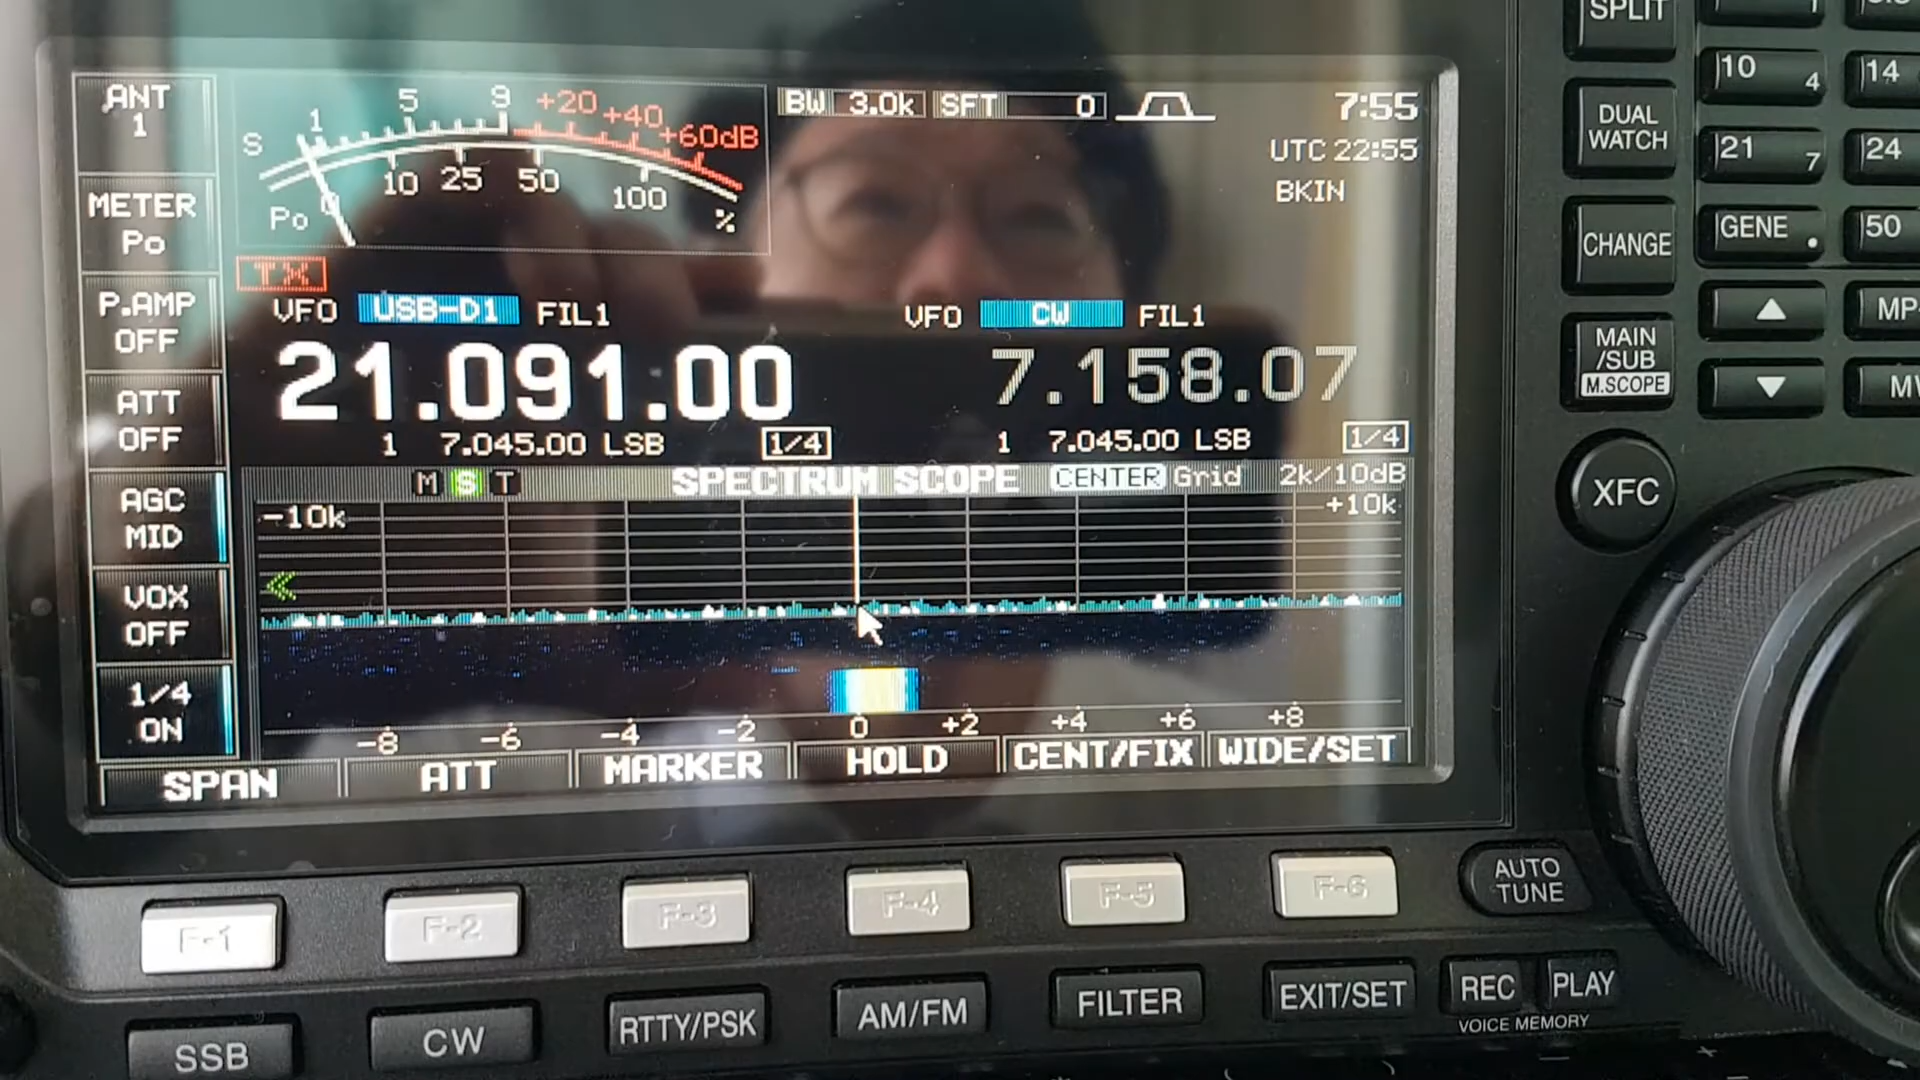 ANT
1
METER
Po
P.AMP
OFF
ATT
OFF
AGC
MID
VOX
OFF
1/4
ON
S 1 5 9 +20 +40 +60dB
Po 0 10 25 50 100 %
BW 3.0k SFT 0
7:55
UTC 22:55
BKIN
TX
VFO USB-D1 FIL1
21.091.00
1 7.045.00 LSB 1/4
VFO CW FIL1
7.158.07
1 7.045.00 LSB 1/4
M S T SPECTRUM SCOPE CENTER Grid 2k/10dB
-10k +10k
-8 -6 -4 -2 0 +2 +4 +6 +8
SPAN ATT MARKER HOLD CENT/FIX WIDE/SET
F-1 F-2 F-3 F-4 F-5 F-6
SSB CW RTTY/PSK AM/FM FILTER EXIT/SET
AUTO
TUNE
REC PLAY
VOICE MEMORY
SPLIT
DUAL
WATCH
CHANGE
MAIN
/SUB
M.SCOPE
XFC
10 4
14
21 7
24
GENE .
50